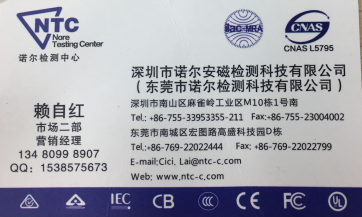 NTC
Nore
Testing Center
诺尔检测中心
ilac-MRA
CNAS
CNAS L5795
深圳市诺尔安磁检测科技有限公司
（东莞市诺尔检测科技有限公司）
赖自红
市场二部
营销经理
134 8099 8907
QQ: 1538575673
深圳市南山区麻雀岭工业区M10栋1号南
Tel.:+86-755-33953355-211 Fax:+86-755-23004002
东莞市南城区宏图路高盛科技园D栋
Tel.:+86-769-22022444 Fax:+86-769-22022799
E-mail:Cici. Lai@ntc-c.com
Web: www.ntc-c.com
IEC CB CCC CE FC UL